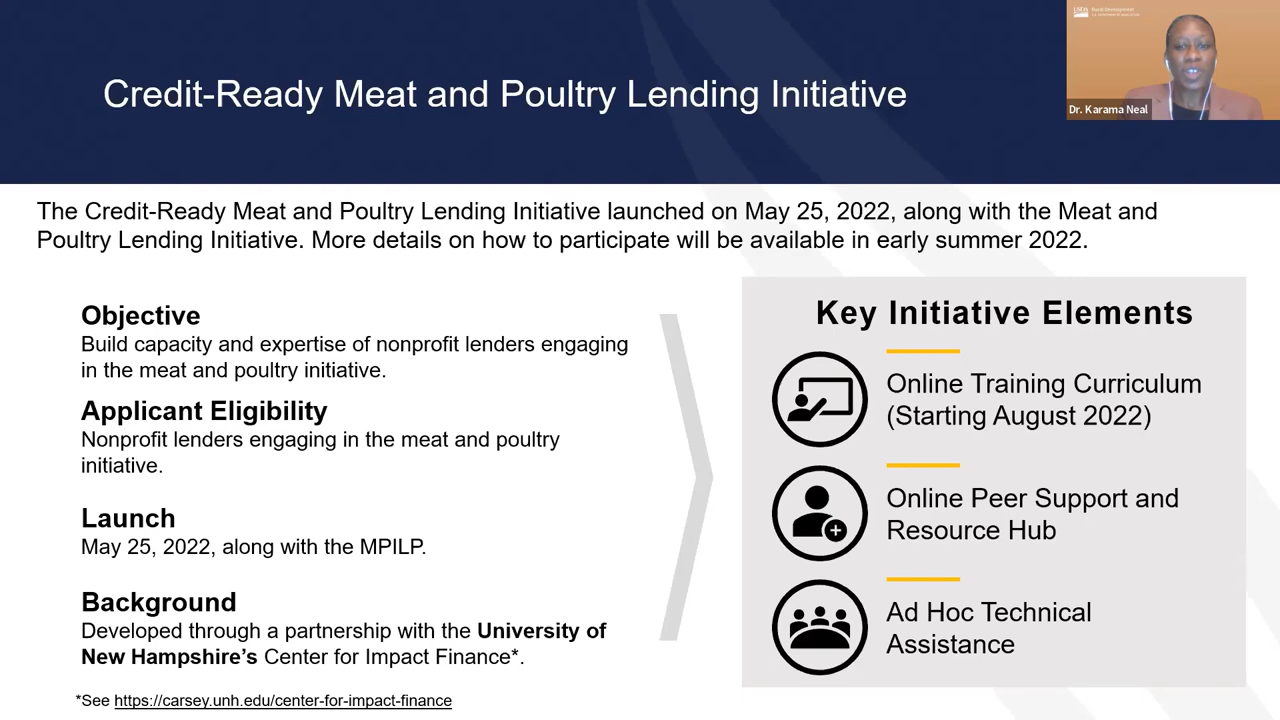 USDA Rural Development
U.S. DEPARTMENT OF AGRICULTURE
Dr. Karama Neal
Credit-Ready Meat and Poultry Lending Initiative
The Credit-Ready Meat and Poultry Lending Initiative launched on May 25, 2022, along with the Meat and
Poultry Lending Initiative. More details on how to participate will be available in early summer 2022.
Objective
Build capacity and expertise of nonprofit lenders engaging
in the meat and poultry initiative.
Applicant Eligibility
Nonprofit lenders engaging in the meat and poultry
initiative.
Launch
May 25, 2022, along with the MPILP.
Background
Developed through a partnership with the University of
New Hampshire’s Center for Impact Finance*.
*See https://carsey.unh.edu/center-for-impact-finance
Key Initiative Elements
Online Training Curriculum
(Starting August 2022)
Online Peer Support and
Resource Hub
Ad Hoc Technical
Assistance